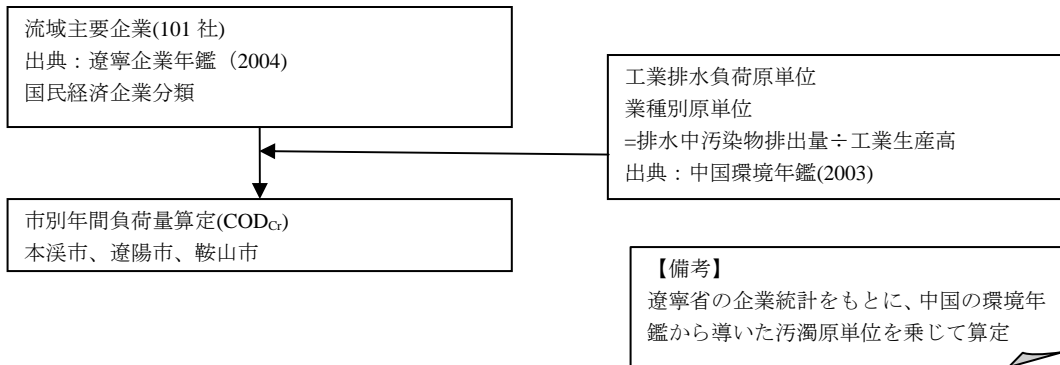 流域主要企業(101 社)
出典：遼寧企業年鑑（2004)
国民経済企業分類
工業排水負荷原単位
業種別原単位
=排水中汚染物排出量÷工業生産高
出典：中国環境年鑑(2003)
市別年間負荷量算定(CODCr)
本渓市、遼陽市、鞍山市
【備考】
遼寧省の企業統計をもとに、中国の環境年
鑑から導いた汚濁原単位を乗じて算定